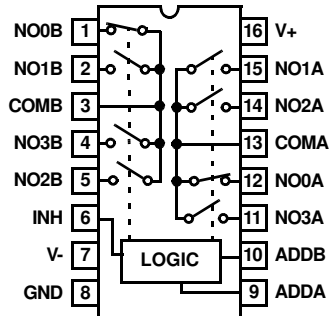 NO0B 1 16 V+
NO1B 2 15 NO1A
COMB 3 14 NO2A
NO3B 4 13 COMA
NO2B 5 12 NO0A
INH 6 11 NO3A
V- 7 LOGIC 10 ADDB
GND 8 9 ADDA